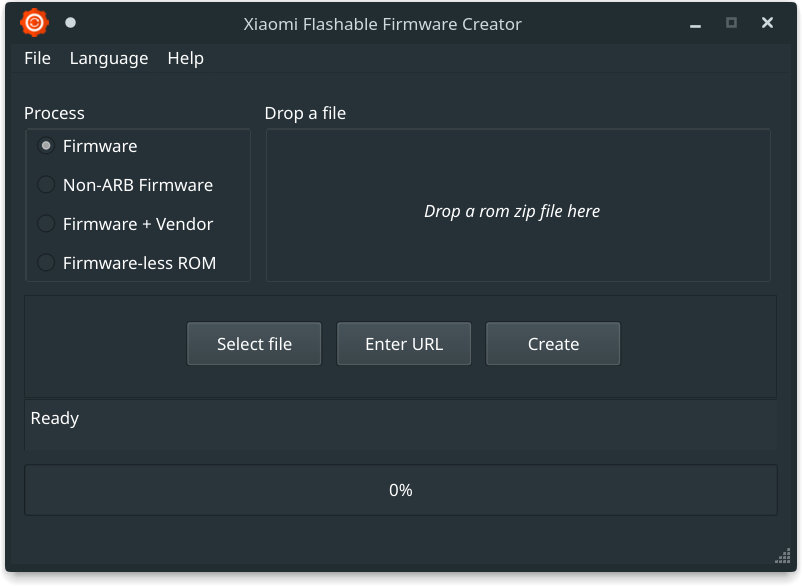 Xiaomi Flashable Firmware Creator
File Language Help
Process Drop a file
Firmware
Non-ARB Firmware
Drop a rom zip file here
Firmware + Vendor
Firmware-less ROM
Select file Enter URL Create
Ready
0%